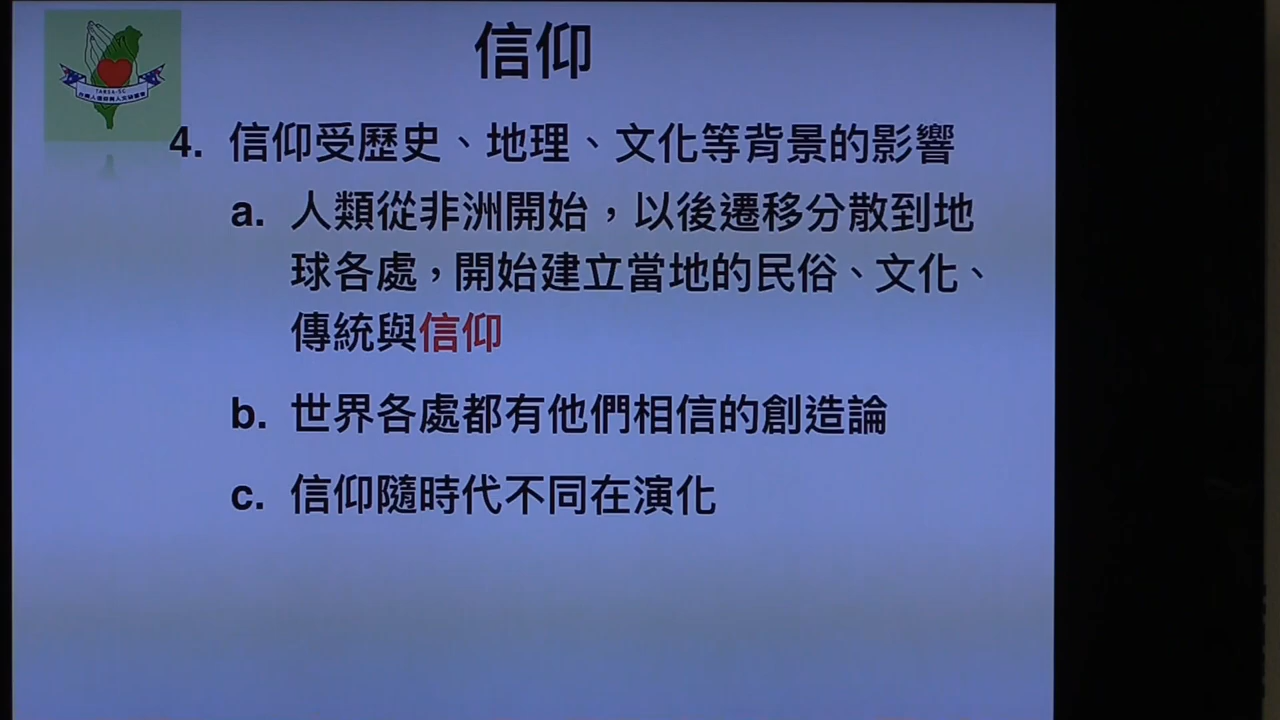 信仰
4. 信仰受歷史、地理、文化等背景的影響
a. 人類從非洲開始，以後遷移分散到地
球各處，開始建立當地的民俗、文化、
傳統與信仰
b. 世界各處都有他們相信的創造論
c. 信仰隨時代不同在演化